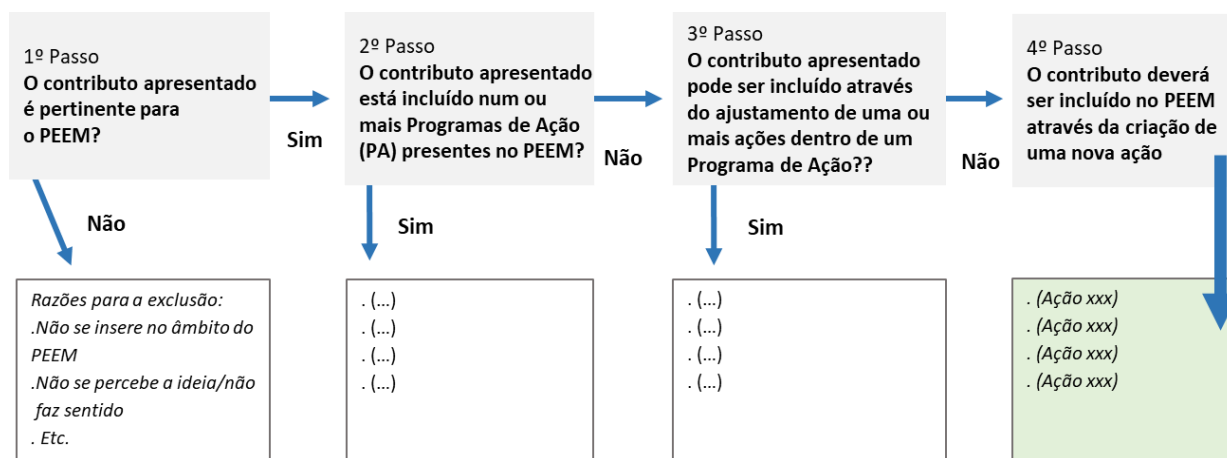 1º Passo
O contributo apresentado
é pertinente para
o PEEM?
Sim
2º Passo
O contributo apresentado
está incluído num ou
mais Programas de Ação
(PA) presentes no PEEM?
Não
3º Passo
O contributo apresentado
pode ser incluído através
do ajustamento de uma ou
mais ações dentro de um
Programa de Ação??
Não
4º Passo
O contributo deverá
ser incluído no PEEM
através da criação de
uma nova ação
Não
Sim
Sim
Razões para a exclusão:
.Não se insere no âmbito do
PEEM
.Não se percebe a ideia/não
faz sentido
. Etc.
. (...)
. (...)
. (...)
. (...)
. (...)
. (...)
. (...)
. (...)
. (Ação xxx)
. (Ação xxx)
. (Ação xxx)
. (Ação xxx)